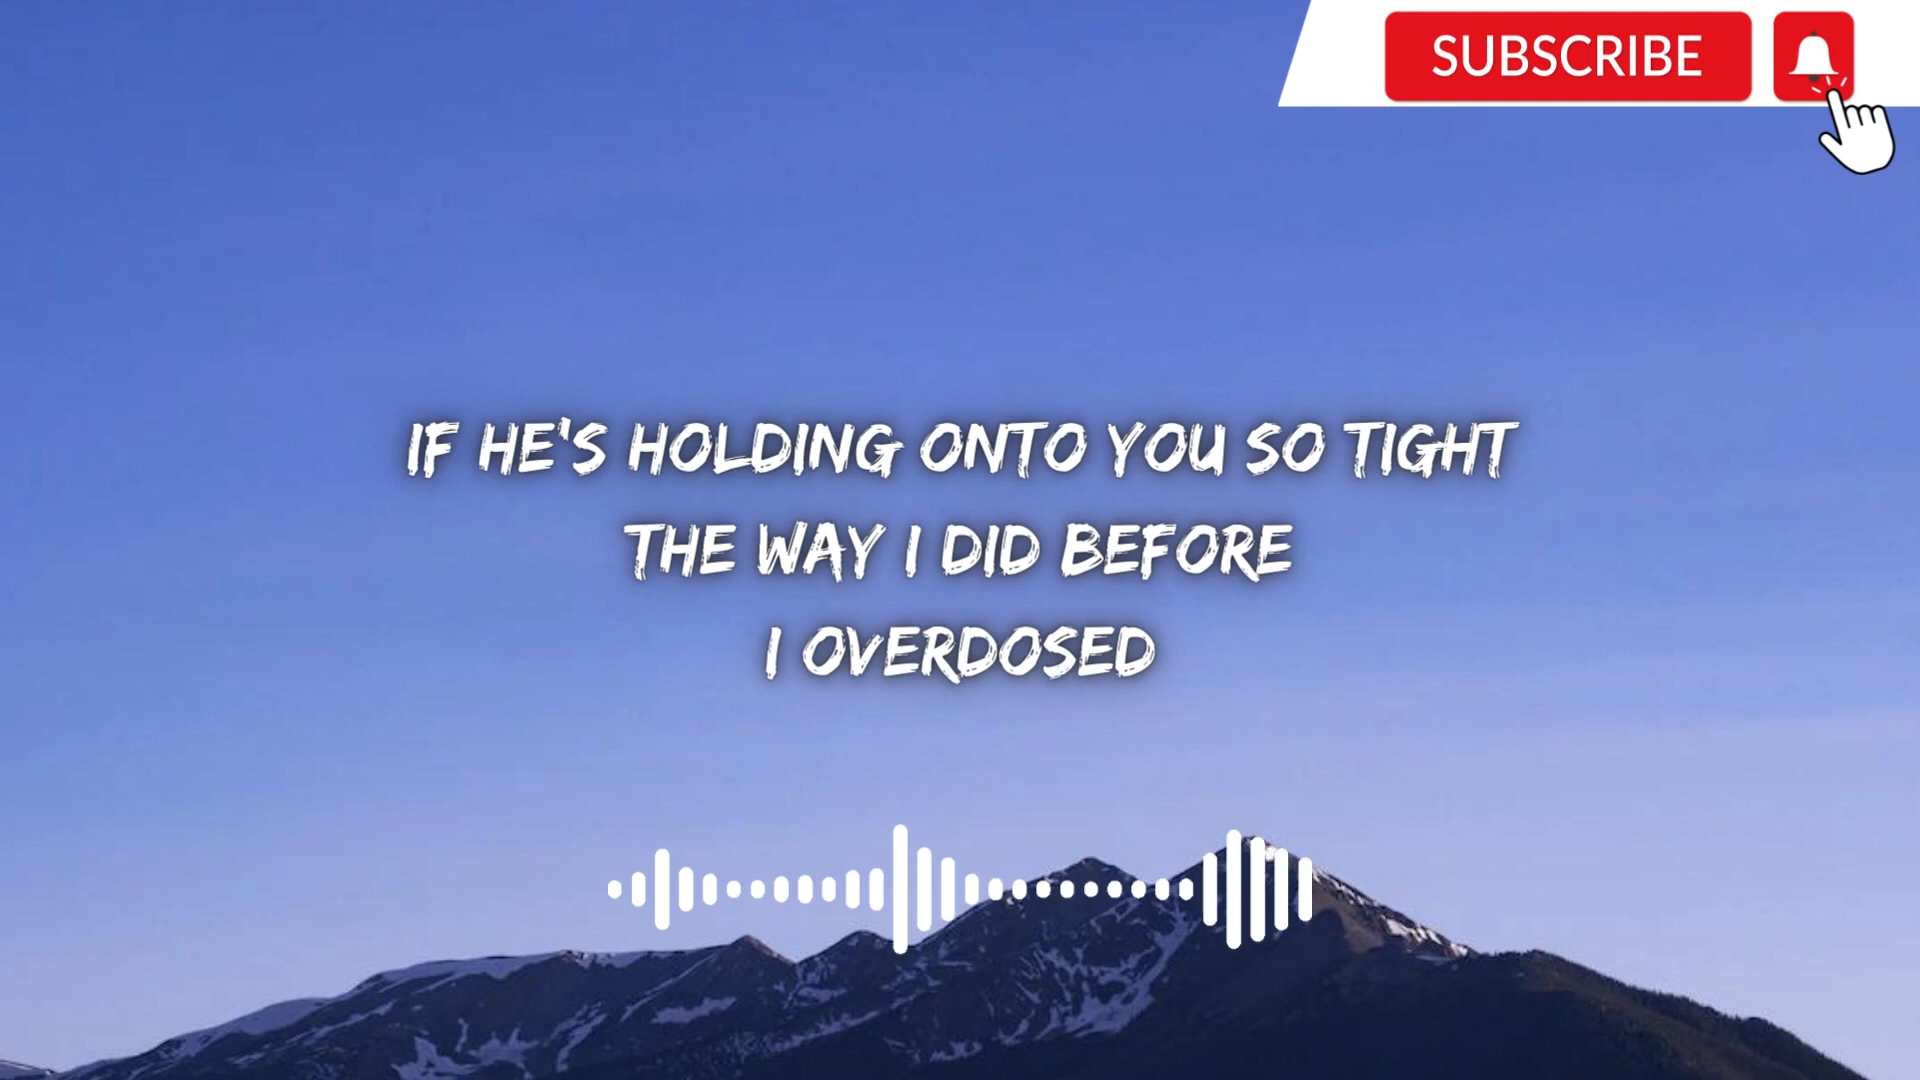 SUBSCRIBE
IF HE'S HOLDING ONTO YOU SO TIGHT
THE WAY I DID BEFORE
I OVERDOSED